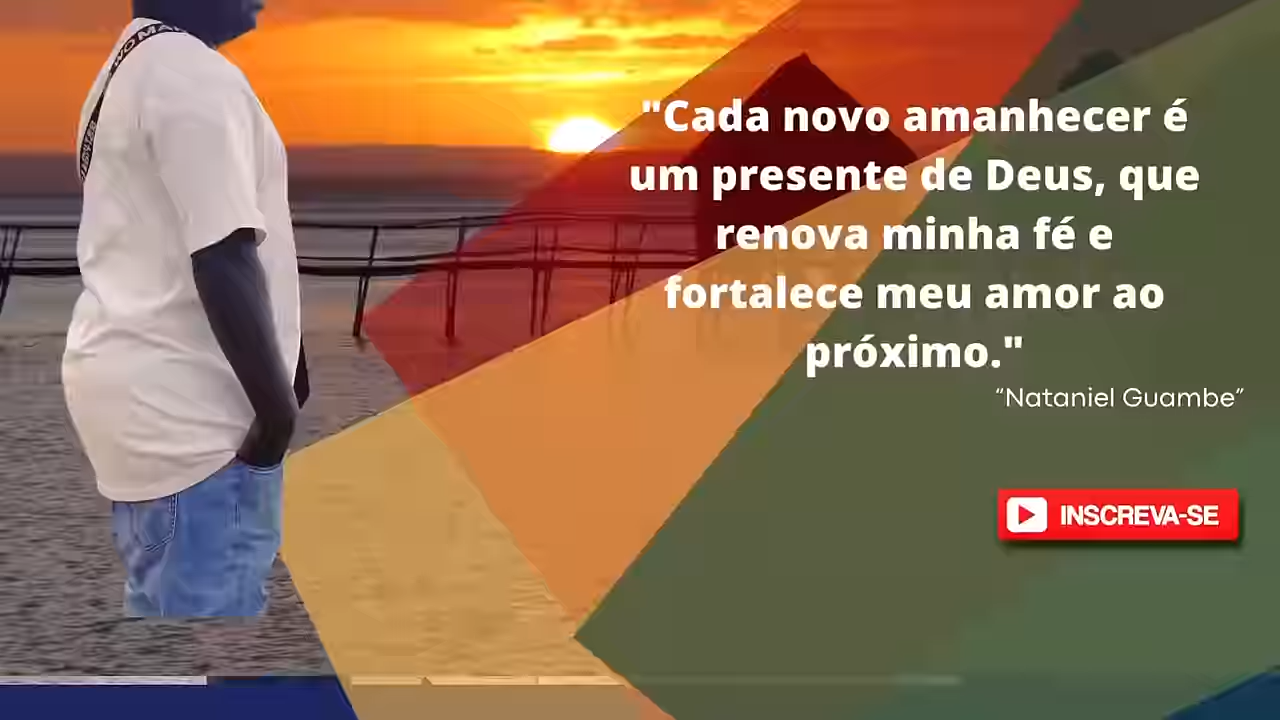 "Cada novo amanhecer é
um presente de Deus, que
renova minha fé e
fortalece meu amor ao
próximo."
“Nataniel Guambe”
INSCREVA-SE